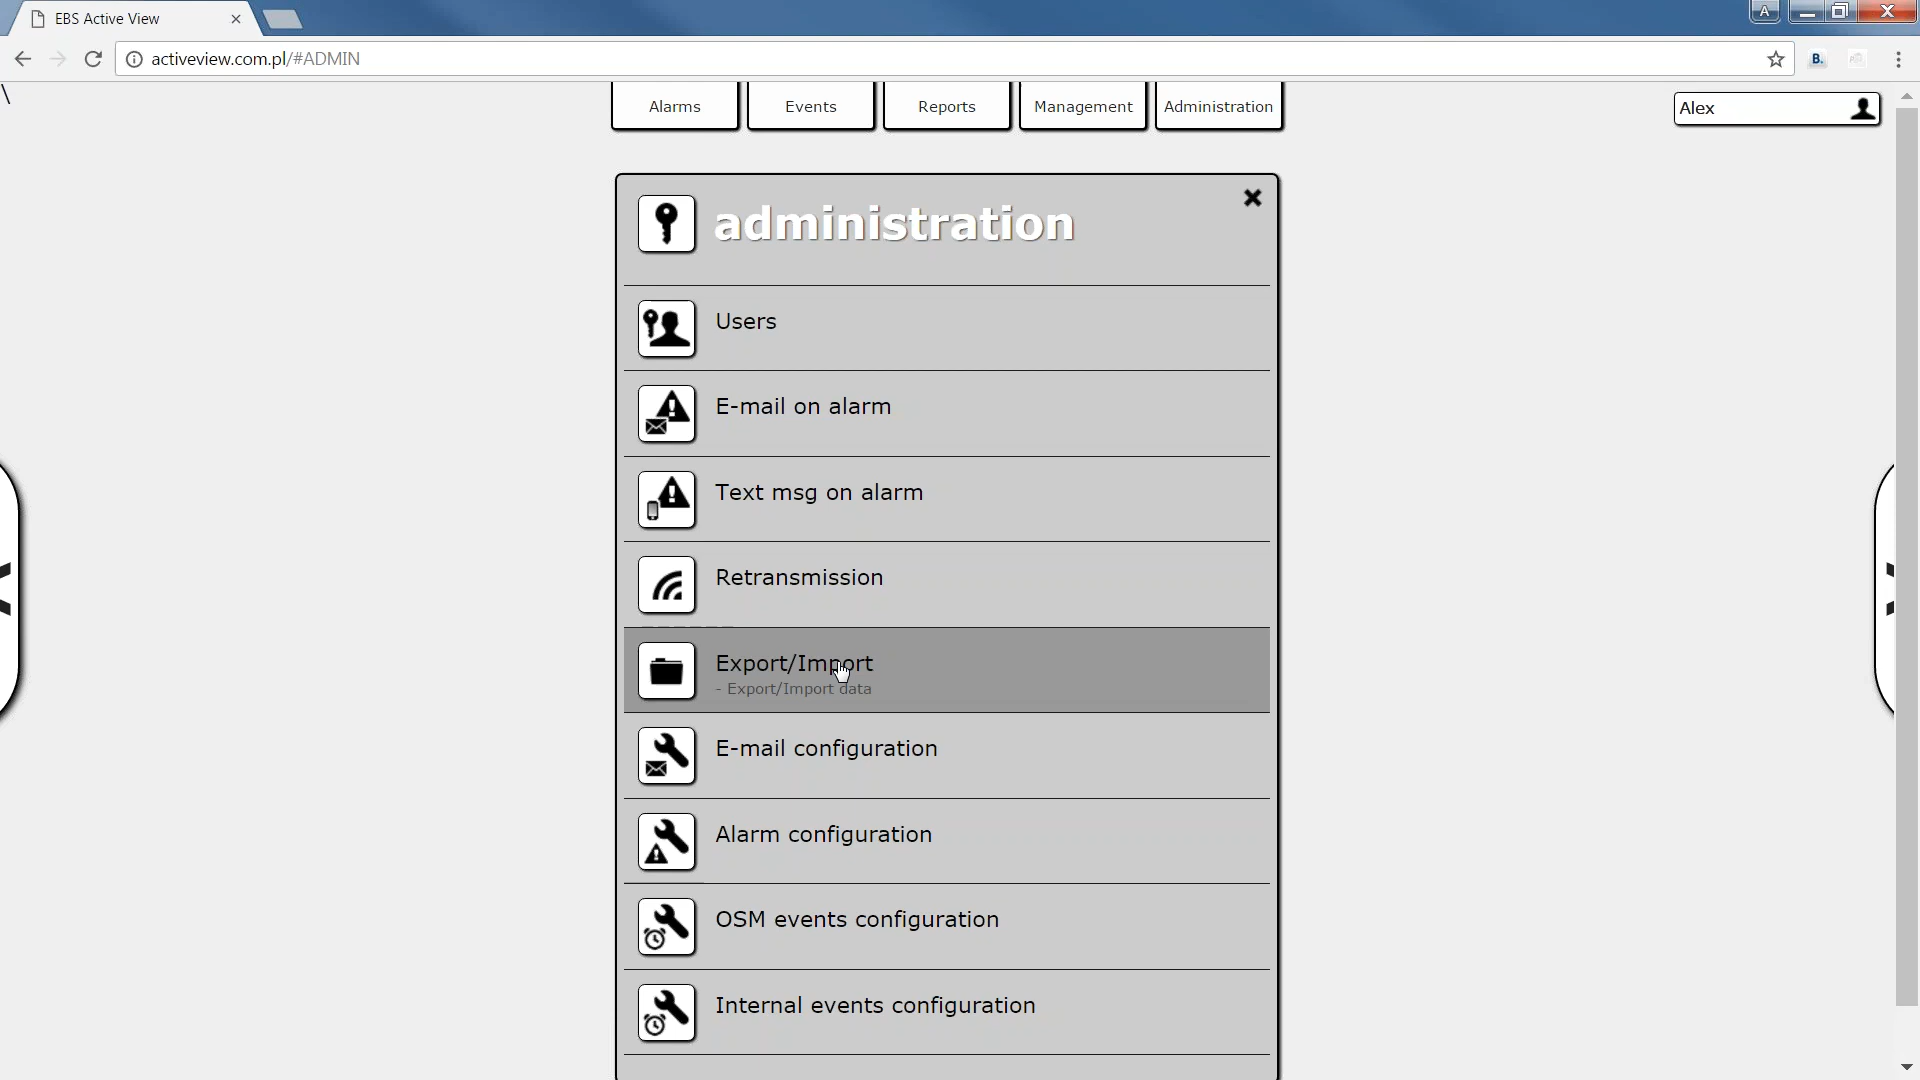 EBS Active View
A
activeview.com.pl/#ADMIN
B.
\
Alarms
Events
Reports
Management
Administration
Alex
administration
Users
E-mail on alarm
Text msg on alarm
Retransmission
Export/Import
- Export/Import data
E-mail configuration
Alarm configuration
OSM events configuration
Internal events configuration